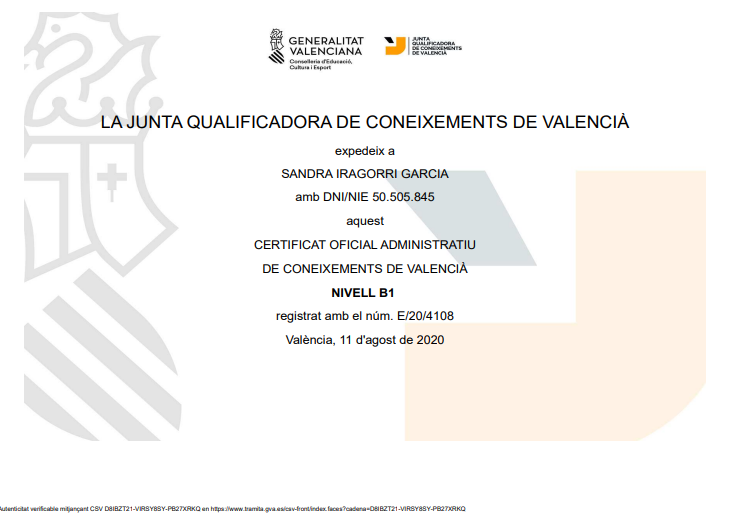 GENERALITAT
VALENCIANA
Conselleria d'Educació,
Cultura i Esport
JUNTA
QUALIFICADORA
DE CONEIXEMENTS
DE VALENCIÀ
LA JUNTA QUALIFICADORA DE CONEIXEMENTS DE VALENCIÀ
expedeix a
SANDRA IRAGORRI GARCIA
amb DNI/NIE 50.505.845
aquest
CERTIFICAT OFICIAL ADMINISTRATIU
DE CONEIXEMENTS DE VALENCIÀ
NIVELL B1
registrat amb el núm. E/20/4108
València, 11 d'agost de 2020
Autenticitat verificable mitjançant CSV D8IBZT21-VIRSY8SY-PB27XRKQ en https://www.tramita.gva.es/csv-front/index.faces?cadena=D8IBZT21-VIRSY8SY-PB27XRKQ